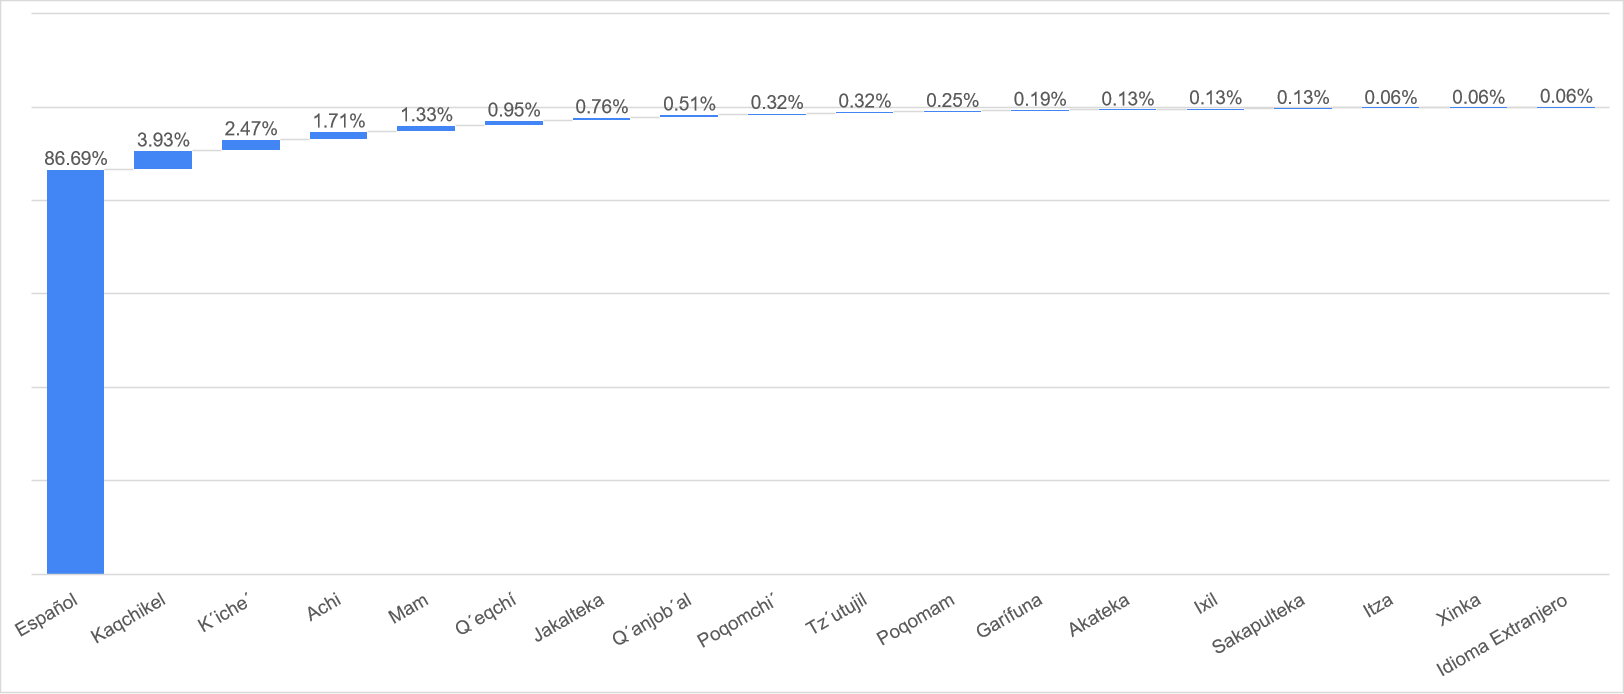 86.69%
3.93%
2.47%
1.71%
1.33%
0.95%
0.76%
0.51%
0.32%
0.32%
0.25%
0.19%
0.13%
0.13%
0.13%
0.06%
0.06%
0.06%
Español
Kaqchikel
K´iche´
Achi
Mam
Q´eqchí
Jakalteka
Q´anjob´al
Poqomchi´
Tz´utujil
Poqomam
Garífuna
Akateka
Ixil
Sakapulteka
Itza
Xinka
Idioma Extranjero